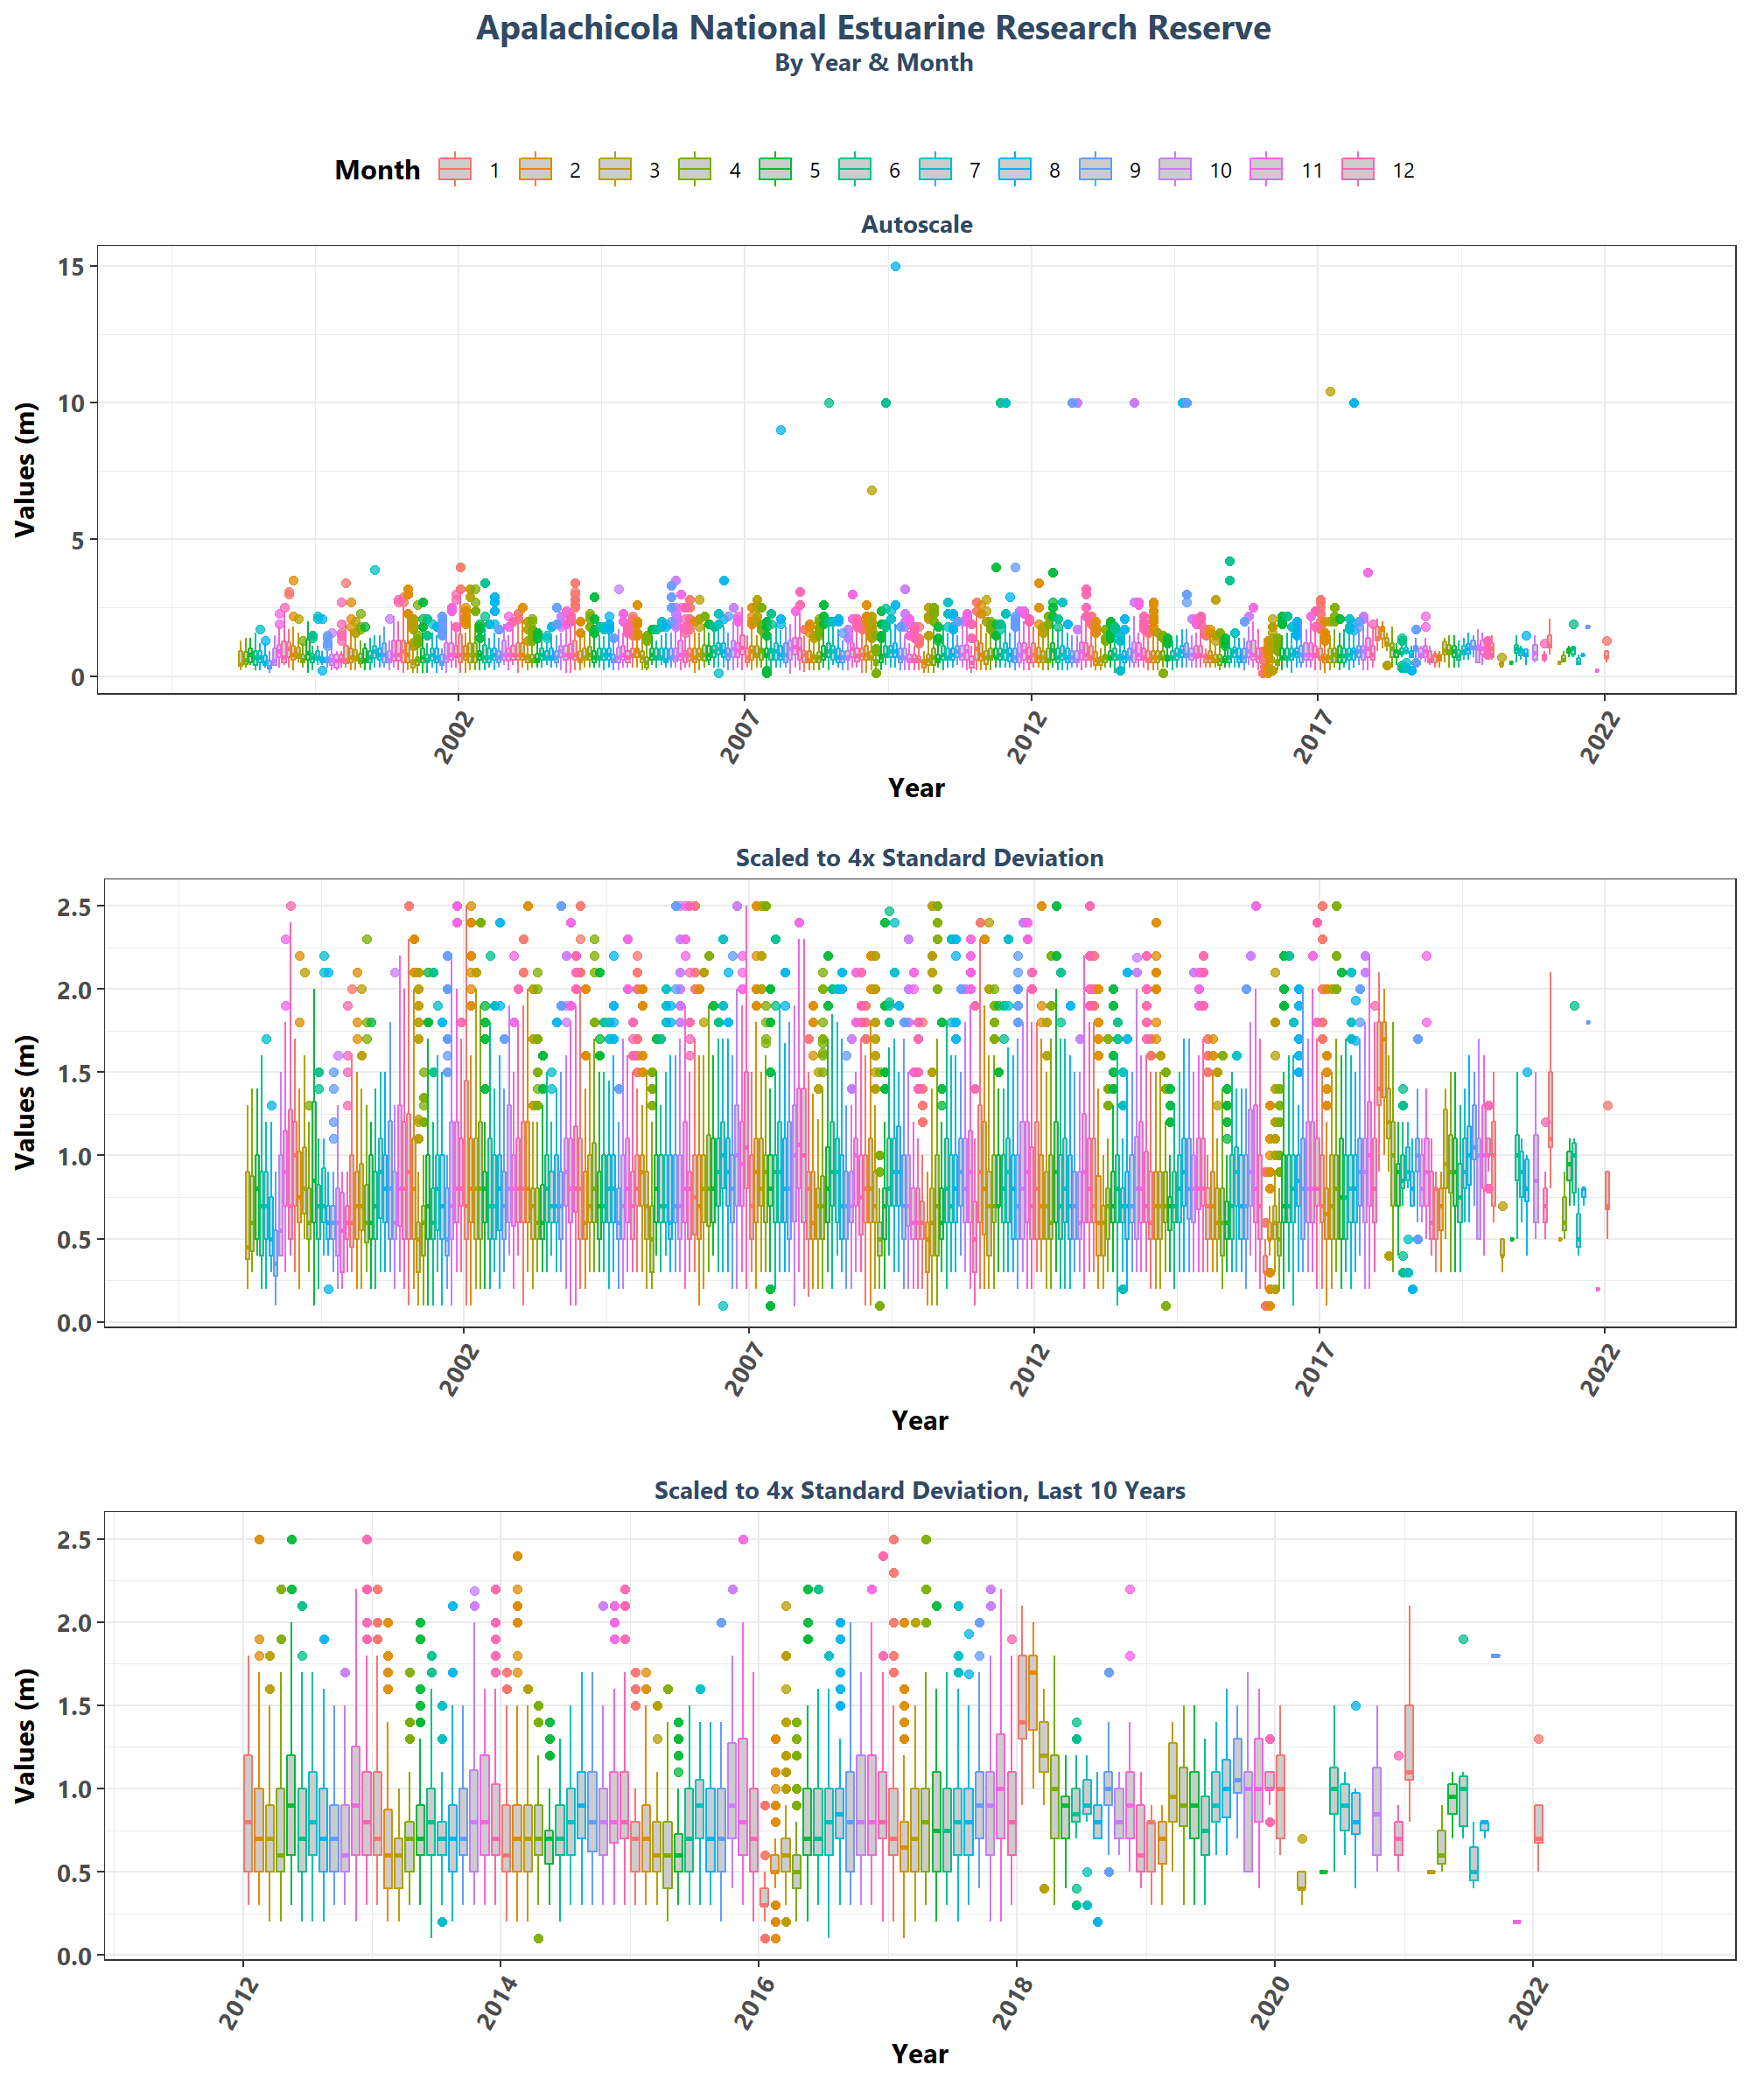 Apalachicola National Estuarine Research Reserve
By Year & Month
Month 1 2 3 4 5 6 7 8 9 10 11 12
Autoscale
Values (m)
15
10
5
0
2002 2007 2012 2017 2022
Year
Scaled to 4x Standard Deviation
Values (m)
2.5
2.0
1.5
1.0
0.5
0.0
2002 2007 2012 2017 2022
Year
Scaled to 4x Standard Deviation, Last 10 Years
Values (m)
2.5
2.0
1.5
1.0
0.5
0.0
2012 2014 2016 2018 2020 2022
Year